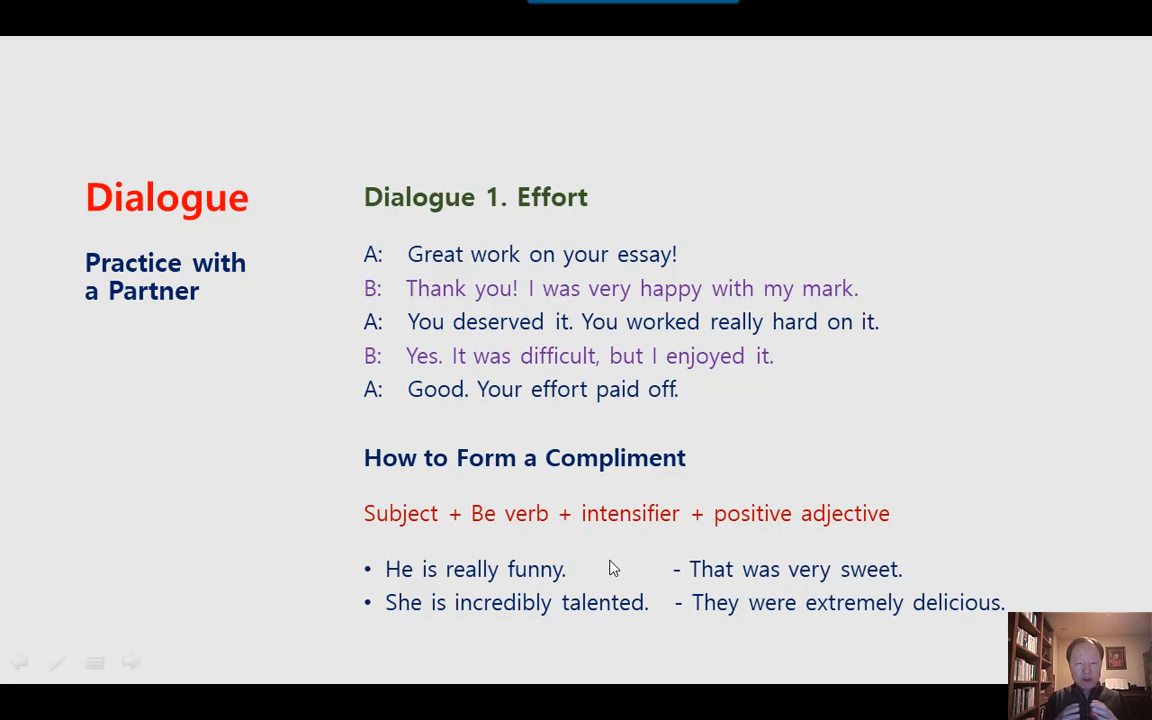 Dialogue
Practice with
a Partner
Dialogue 1. Effort
A: Great work on your essay!
B: Thank you! I was very happy with my mark.
A: You deserved it. You worked really hard on it.
B: Yes. It was difficult, but I enjoyed it.
A: Good. Your effort paid off.
How to Form a Compliment
Subject + Be verb + intensifier + positive adjective
• He is really funny. - That was very sweet.
• She is incredibly talented. - They were extremely delicious.